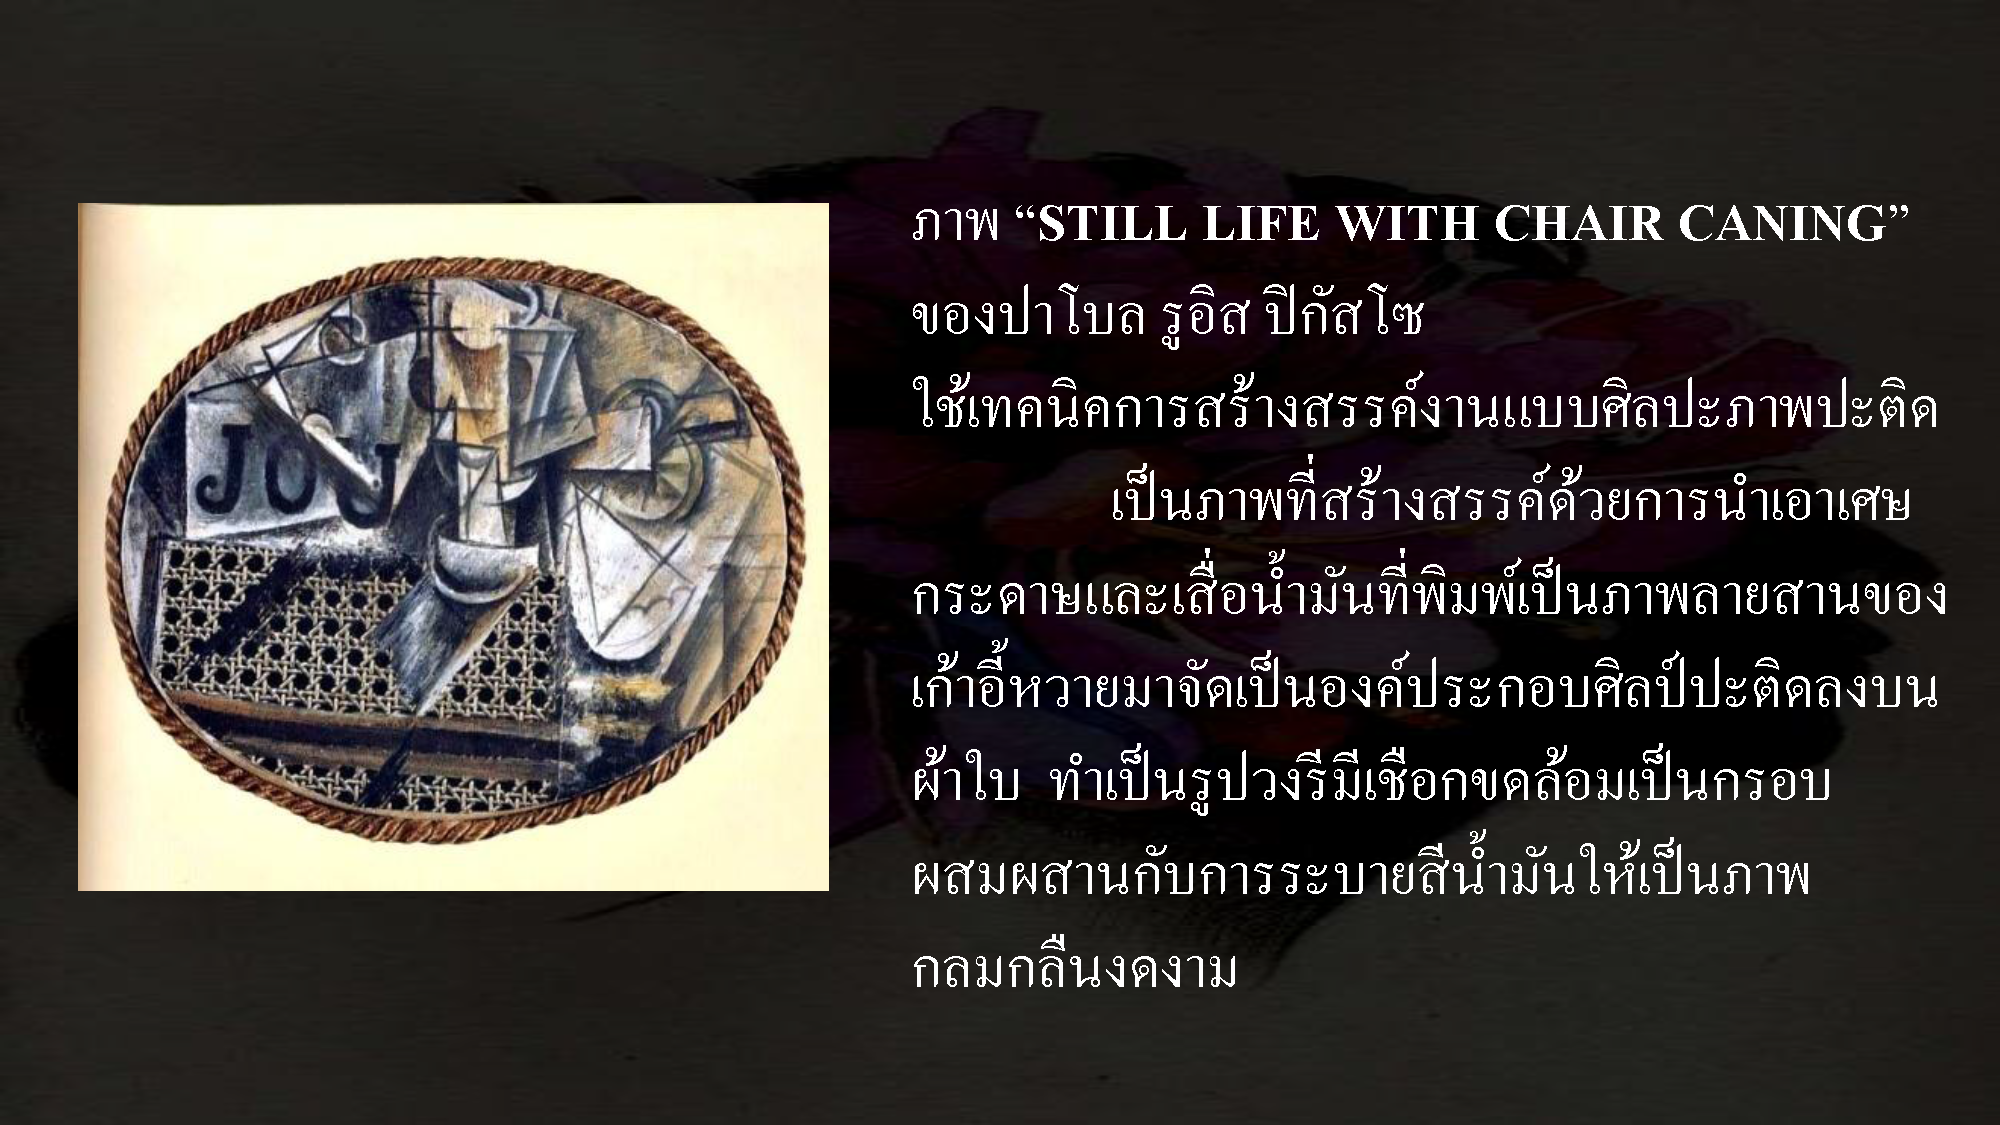 JOU
ภาพ “STILL LIFE WITH CHAIR CANING”
ของปาโบล รูอิส ปิกัสโซ
ใช้เทคนิคการสร้างสรรค์งานแบบศิลปะภาพปะติด
เป็นภาพที่สร้างสรรค์ด้วยการนำเอาเศษ
กระดาษและเสื่อน้ำมันที่พิมพ์เป็นภาพลายสานของ
เก้าอี้หวายมาจัดเป็นองค์ประกอบศิลป์ปะติดลงบน
ผ้าใบ ทำเป็นรูปวงรีมีเชือกขดล้อมเป็นกรอบ
ผสมผสานกับการระบายสีน้ำมันให้เป็นภาพ
กลมกลืนงดงาม